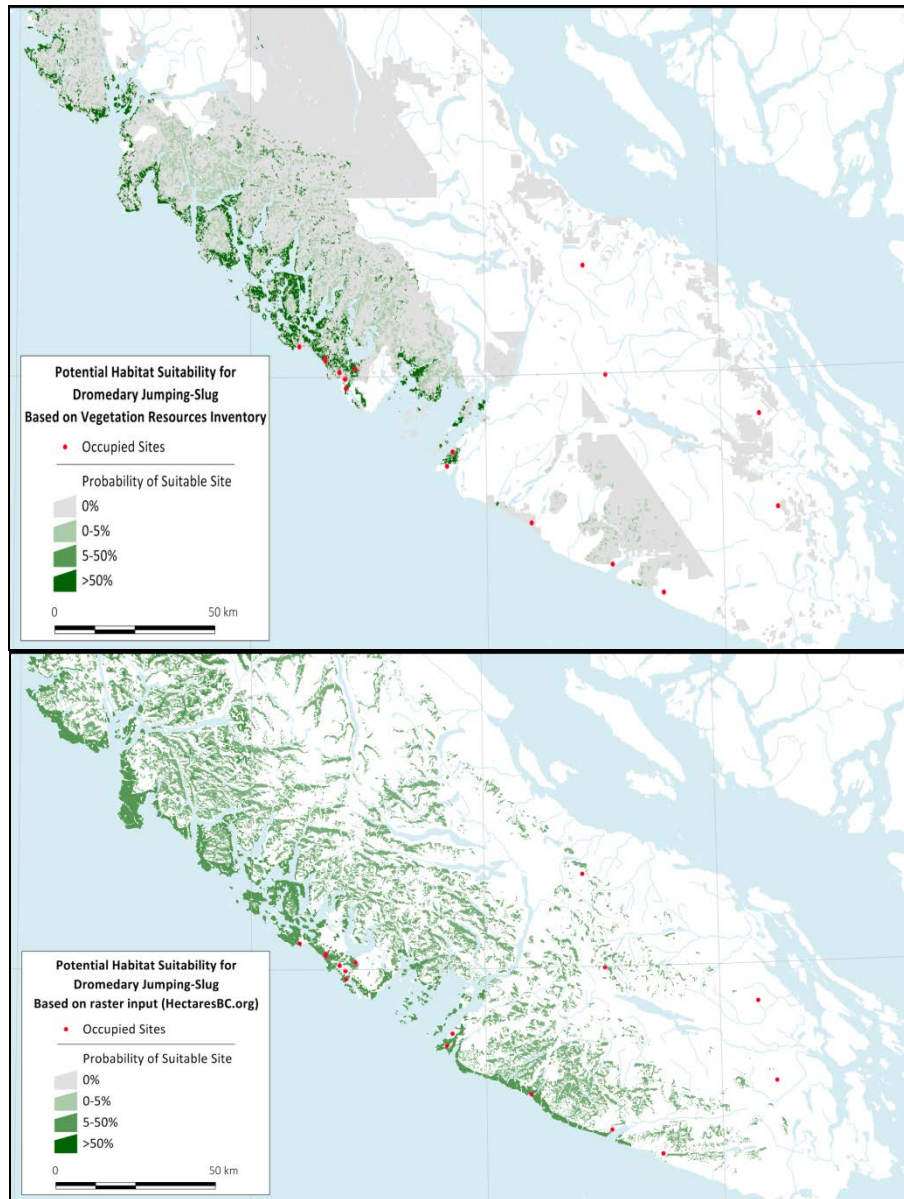 Potential Habitat Suitability for
Dromedary Jumping-Slug
Based on Vegetation Resources Inventory
Occupied Sites
Probability of Suitable Site
0%
0-5%
5-50%
>50%
0 50 km
Potential Habitat Suitability for
Dromedary Jumping-Slug
Based on raster input (HectaresBC.org)
Occupied Sites
Probability of Suitable Site
0%
0-5%
5-50%
>50%
0 50 km